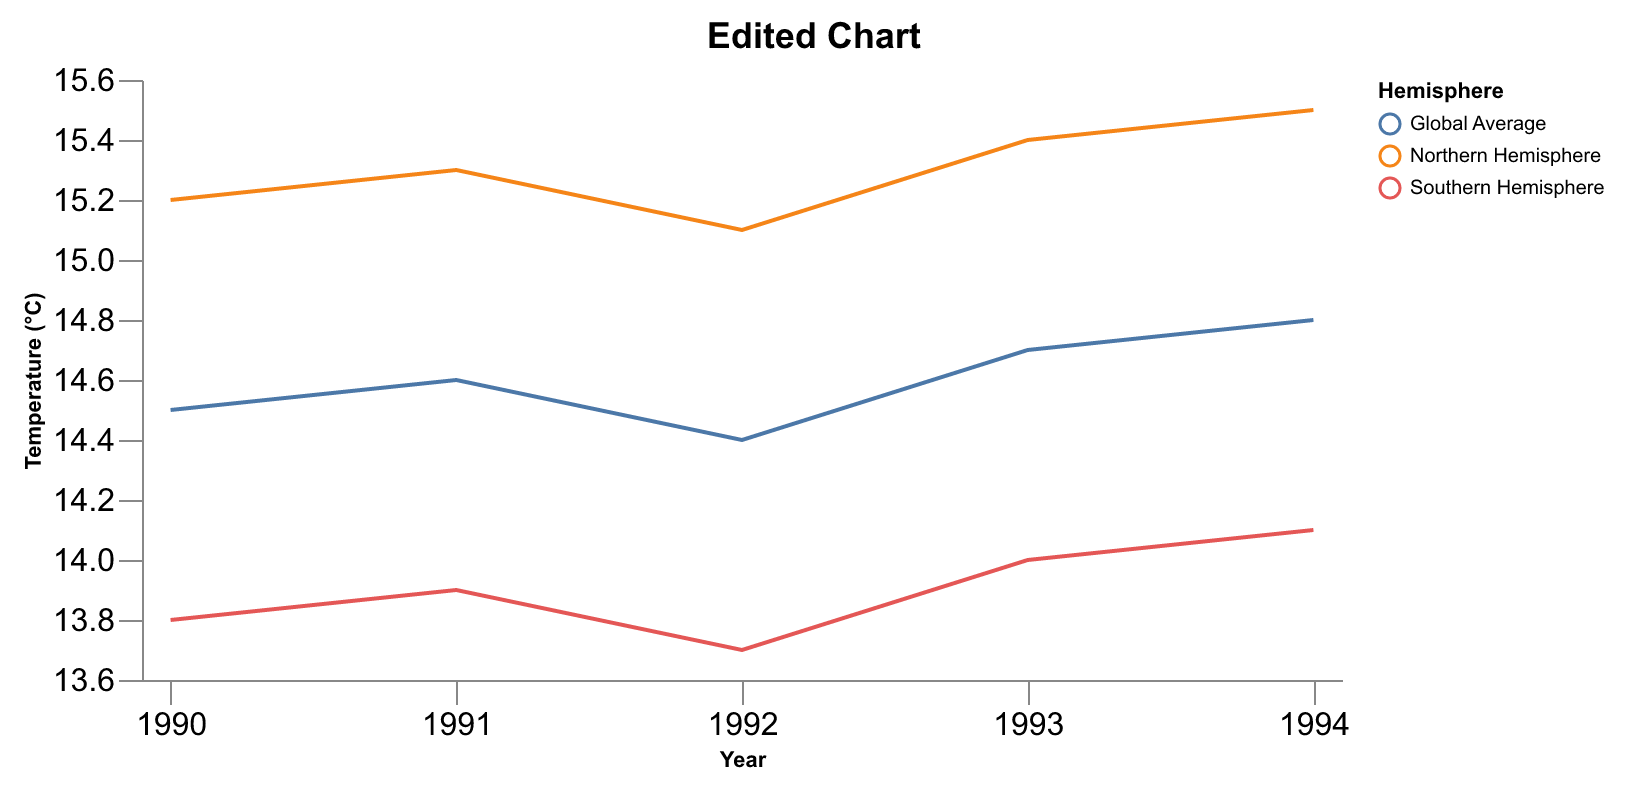 Edited Chart
15.6
15.4
15.2
15.0
14.8
14.6
14.4
14.2
14.0
13.8
13.6
Temperature (°C)
1990 1991 1992 1993 1994
Year
Hemisphere
Global Average
Northern Hemisphere
Southern Hemisphere